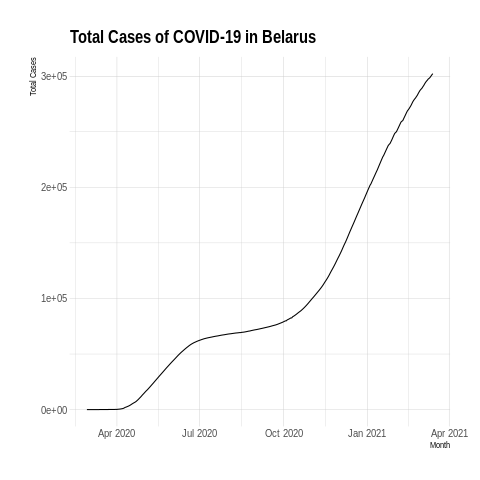 Total Cases of COVID-19 in Belarus
Total Cases
3e+05
2e+05
1e+05
0e+00
Apr 2020 Jul 2020 Oct 2020 Jan 2021 Apr 2021
Month